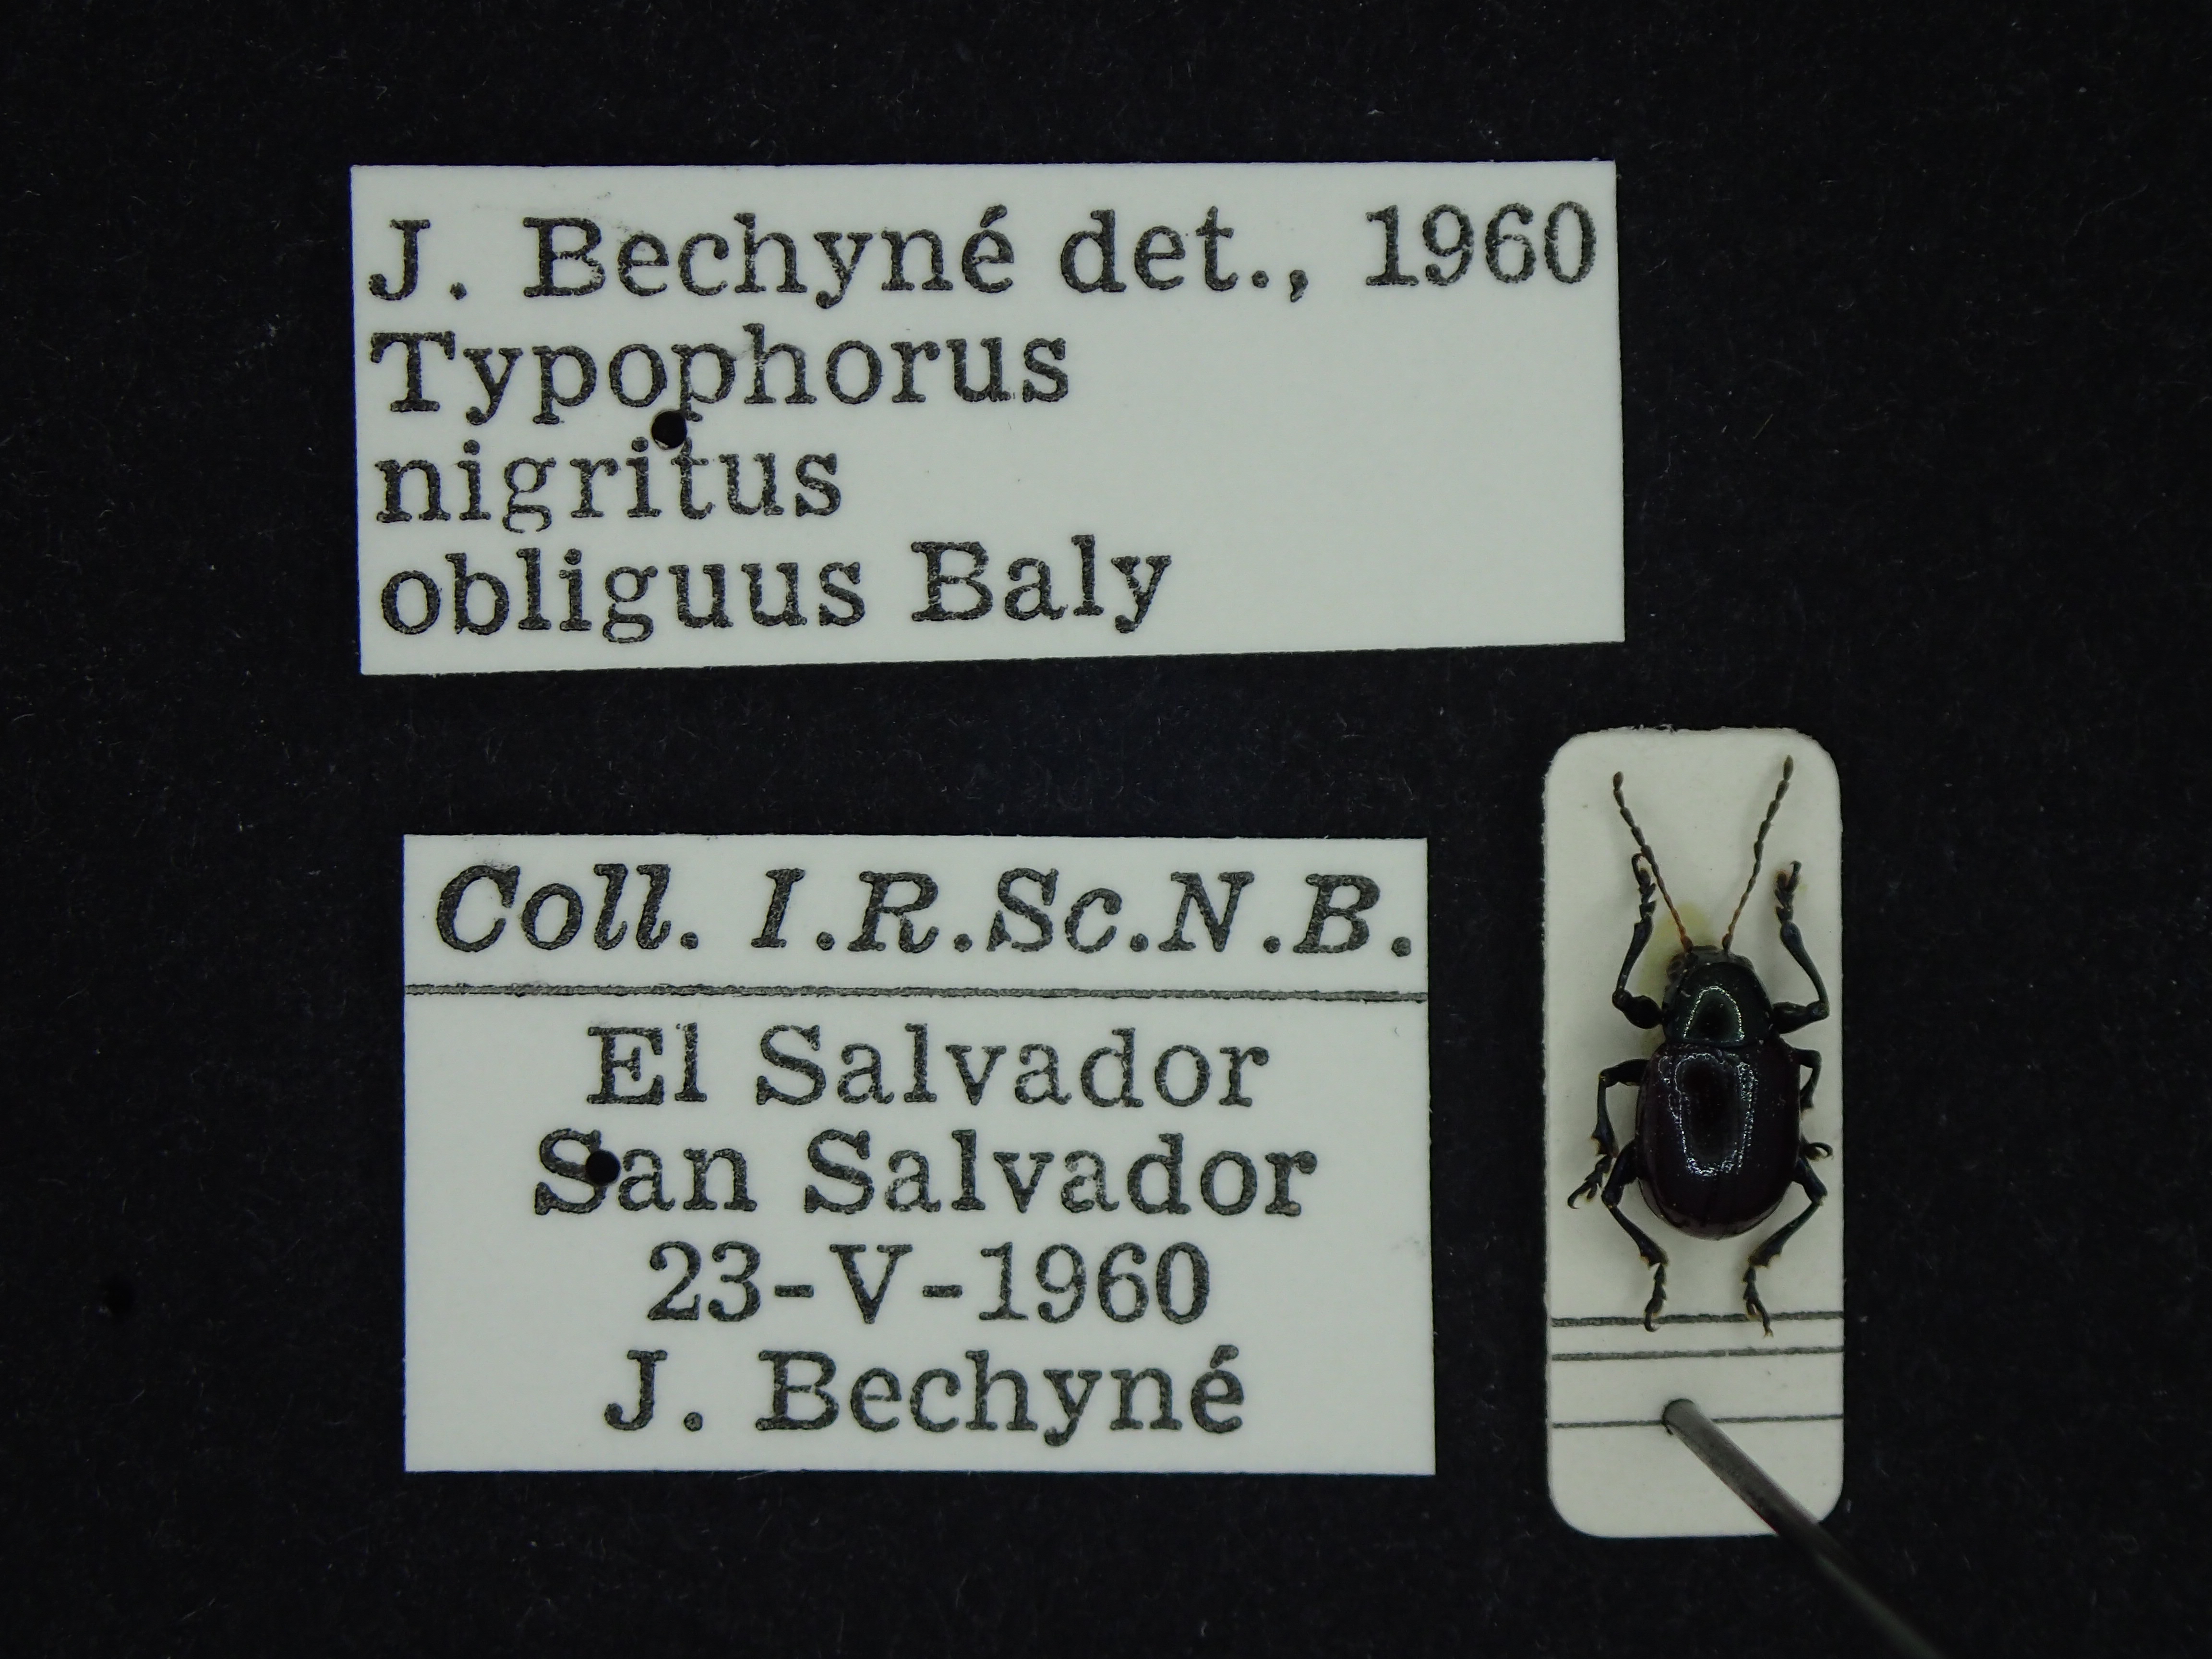 J. Bechyné det., 1960
Typophorus
nigritus
obliguus Baly
Coll. I.R.Sc.N.B.
El Salvador
San Salvador
23-V-1960
J. Bechyné